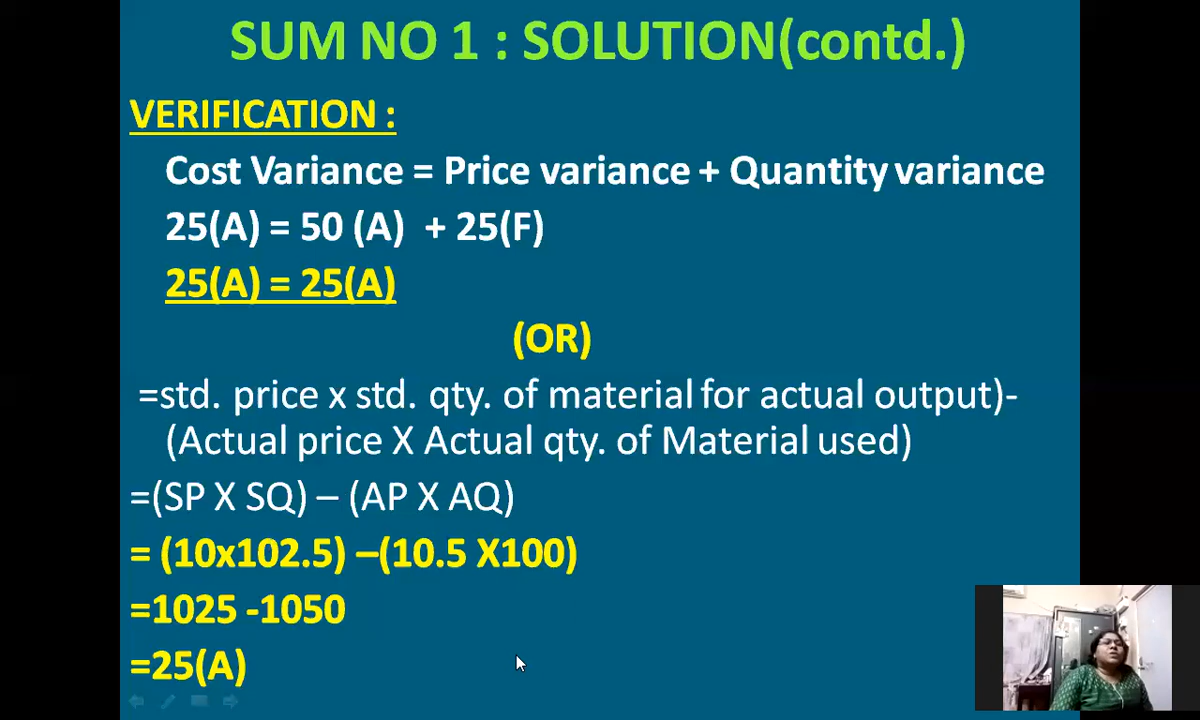 SUM NO 1 : SOLUTION(contd.)
VERIFICATION :
Cost Variance = Price variance + Quantity variance
25(A) = 50 (A) + 25(F)
25(A) = 25(A)
(OR)
=std. price x std. qty. of material for actual output)-
(Actual price X Actual qty. of Material used)
=(SP X SQ) – (AP X AQ)
= (10x102.5) –(10.5 X100)
=1025 -1050
=25(A)